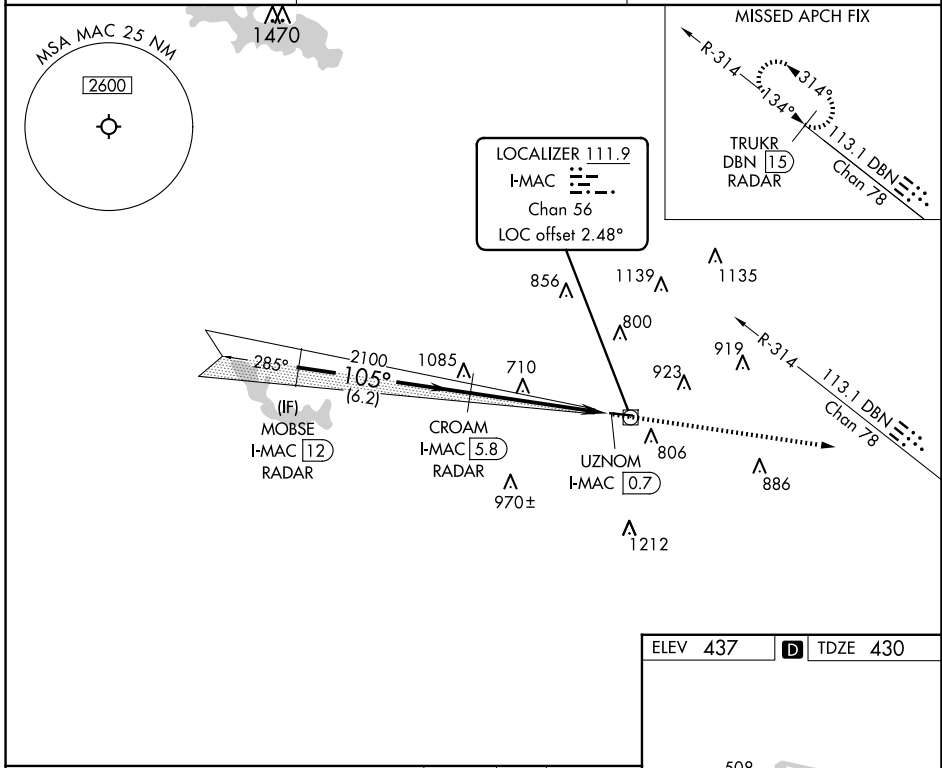 1470
MSA MAC 25 NM
2600
MISSED APCH FIX
R-314
314°
134°
TRUKR
DBN 15
RADAR
113.1 DBN
Chan 78
LOCALIZER 111.9
I-MAC
Chan 56
LOC offset 2.48°
856
1139
1135
800
285°
2100
105°
(6.2)
1085
710
923
919
R-314
113.1 DBN
Chan 78
(IF)
MOBSE
I-MAC 12
RADAR
CROAM
I-MAC 5.8
RADAR
UZNOM
I-MAC 0.7
806
886
970±
1212
ELEV 437 D TDZE 430
508